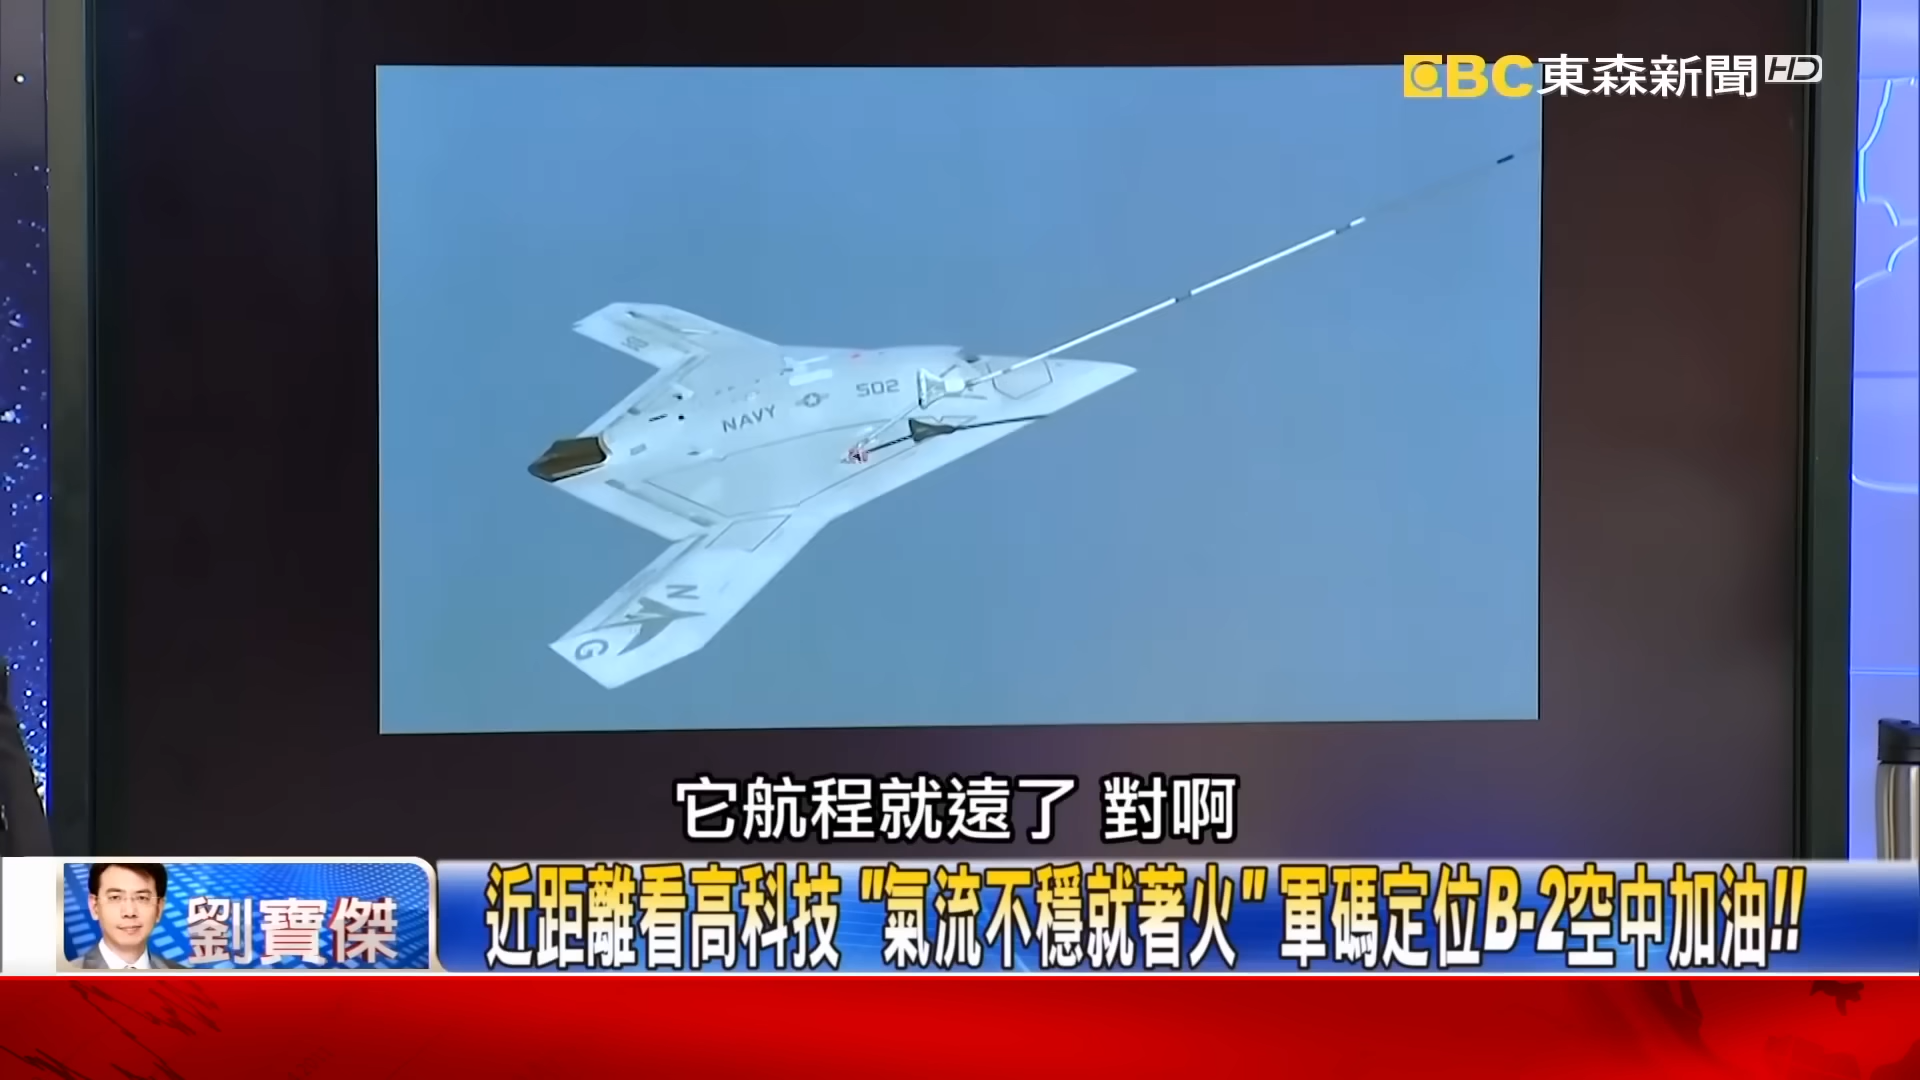 EBC東森新聞HD
502
NAVY
N
G
它航程就遠了 對啊
劉寶傑
近距離看高科技 "氣流不穩就著火" 軍碼定位B-2空中加油!!